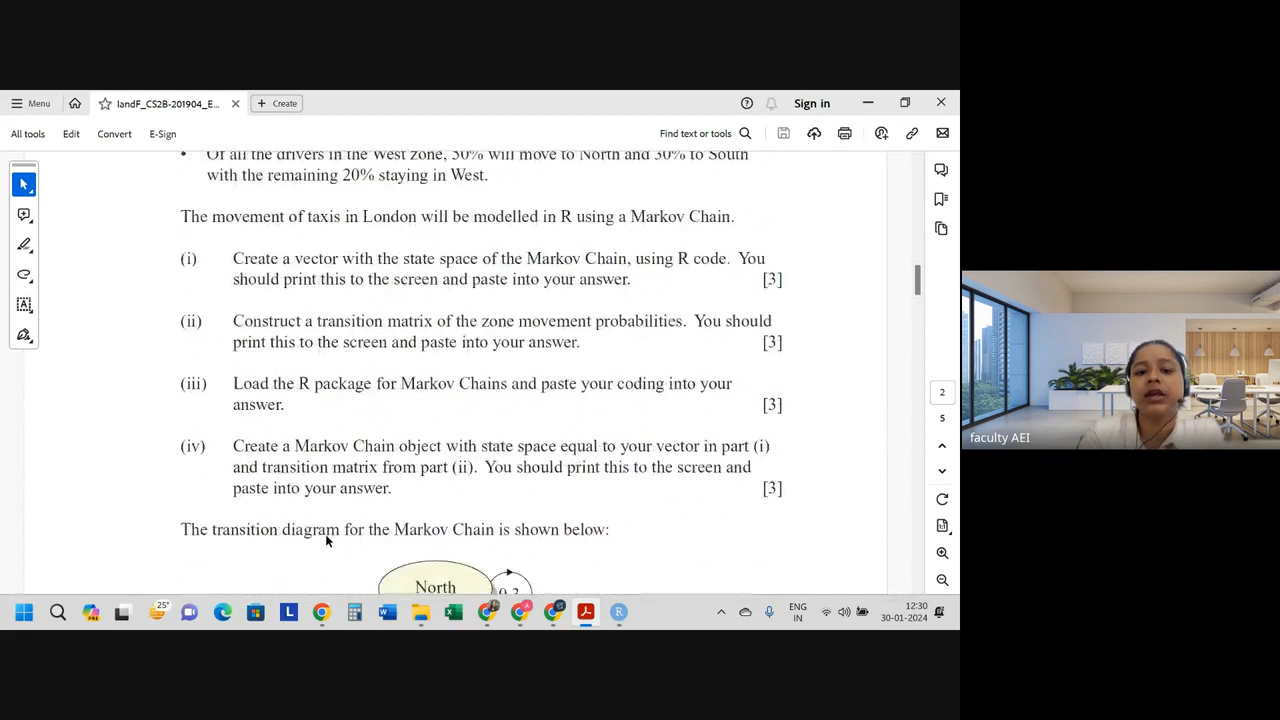 Menu
IandF_CS2B-201904_E...
Create
Sign in
All tools
Edit
Convert
E-Sign
Find text or tools
• Of all the drivers in the West zone, 50% will move to North and 30% to South
with the remaining 20% staying in West.
The movement of taxis in London will be modelled in R using a Markov Chain.
(i) Create a vector with the state space of the Markov Chain, using R code. You
should print this to the screen and paste into your answer. [3]
(ii) Construct a transition matrix of the zone movement probabilities. You should
print this to the screen and paste into your answer. [3]
(iii) Load the R package for Markov Chains and paste your coding into your
answer. [3]
(iv) Create a Markov Chain object with state space equal to your vector in part (i)
and transition matrix from part (ii). You should print this to the screen and
paste into your answer. [3]
The transition diagram for the Markov Chain is shown below:
North
2
5
faculty AEI
25°
ENG
IN
12:30
30-01-2024